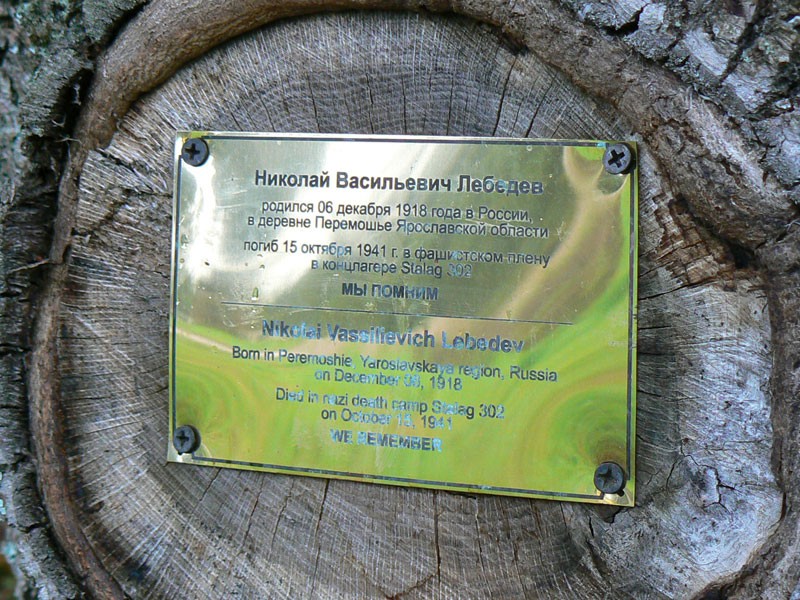 Николай Васильевич Лебедев
родился 06 декабря 1918 года в России,
в деревне Перемошье Ярославской области
погиб 15 октября 1941 г. в фашистском плену
в концлагере Stalag 302
МЫ ПОМНИМ
Nikolai Vassilievich Lebedev
Born in Peremoshie, Yaroslavskaya region, Russia
on December 06, 1918
Died in nazi death camp Stalag 302
on October 15, 1941
WE REMEMBER